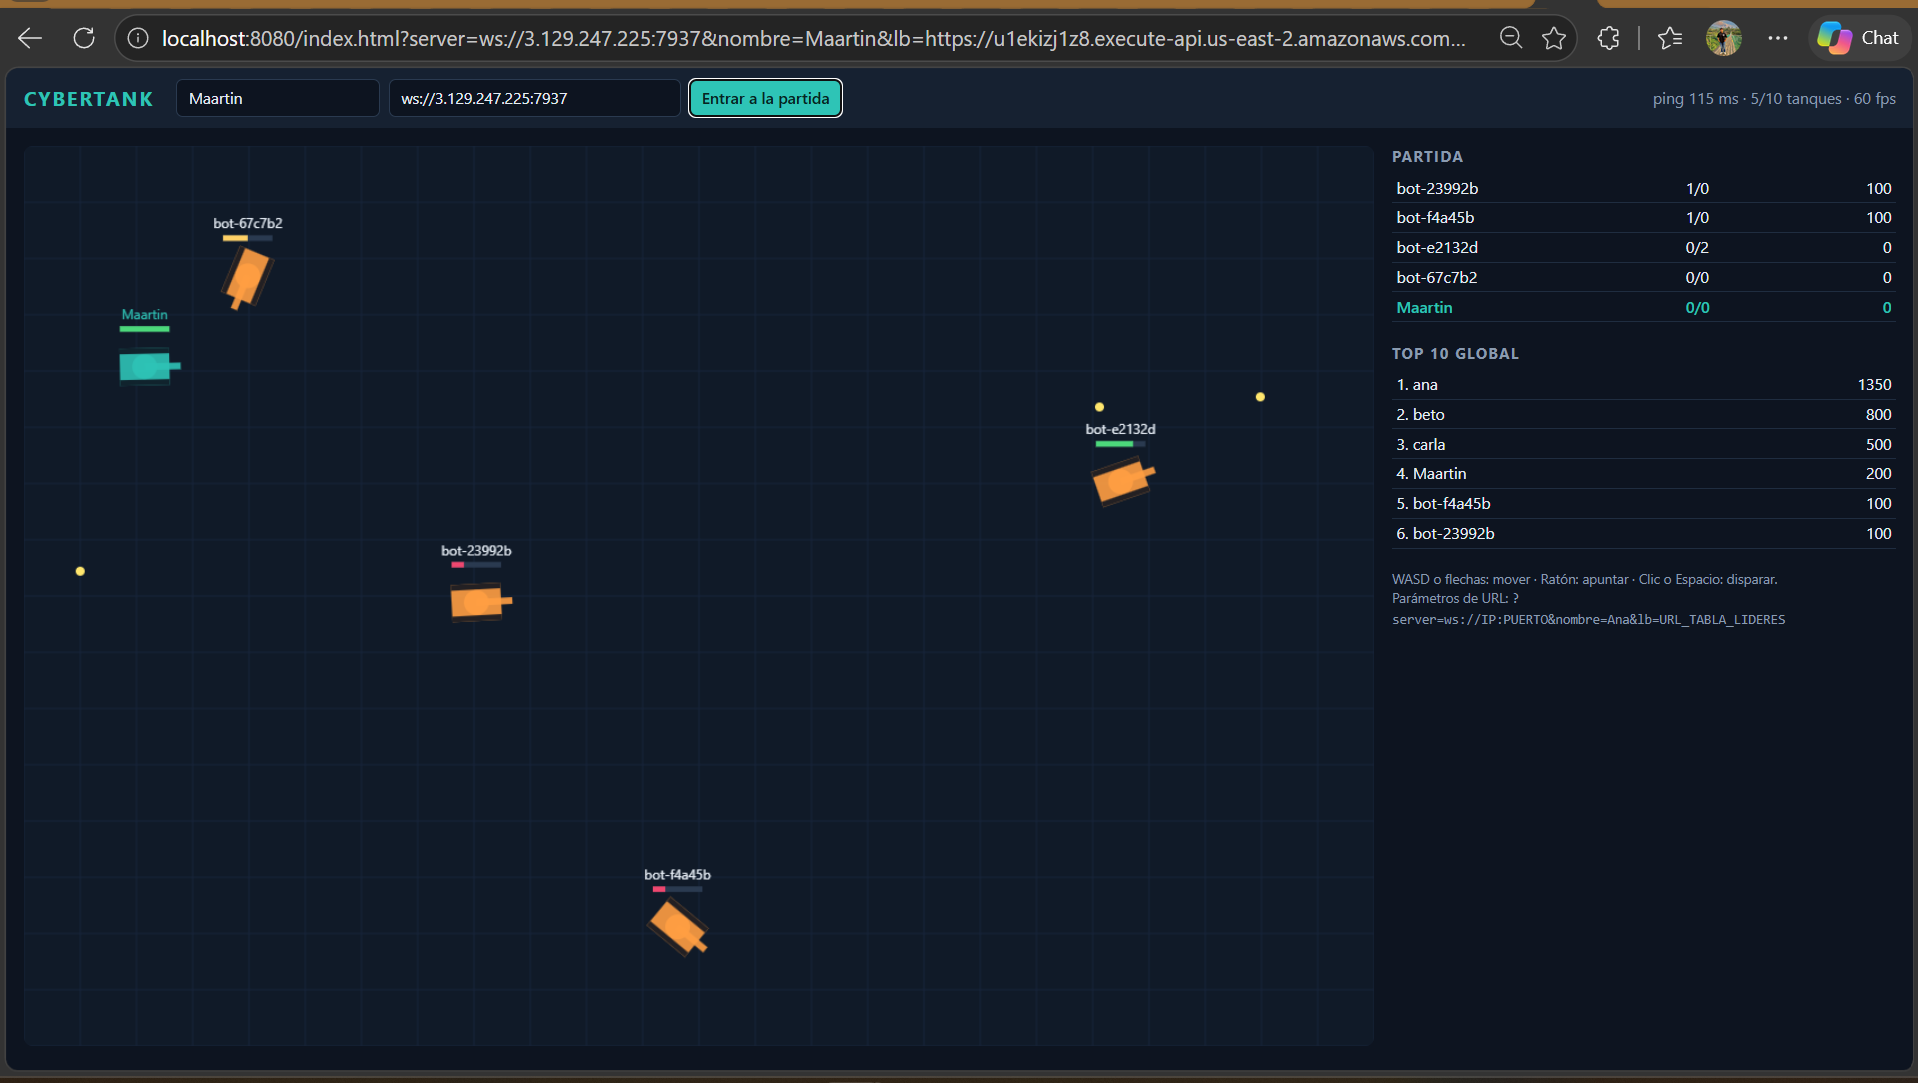 localhost:8080/index.html?server=ws://3.129.247.225:7937&nombre=Maartin&lb=https://u1ekizj1z8.execute-api.us-east-2.amazonaws.com...
Chat
CYBERTANK
Maartin
ws://3.129.247.225:7937
Entrar a la partida
ping 115 ms · 5/10 tanques · 60 fps
bot-67c7b2
Maartin
bot-e2132d
bot-23992b
bot-f4a45b
PARTIDA
bot-23992b 1/0 100
bot-f4a45b 1/0 100
bot-e2132d 0/2 0
bot-67c7b2 0/0 0
Maartin 0/0 0
TOP 10 GLOBAL
1. ana 1350
2. beto 800
3. carla 500
4. Maartin 200
5. bot-f4a45b 100
6. bot-23992b 100
WASD o flechas: mover · Ratón: apuntar · Clic o Espacio: disparar.
Parámetros de URL: ?
server=ws://IP:PUERTO&nombre=Ana&lb=URL_TABLA_LIDERES